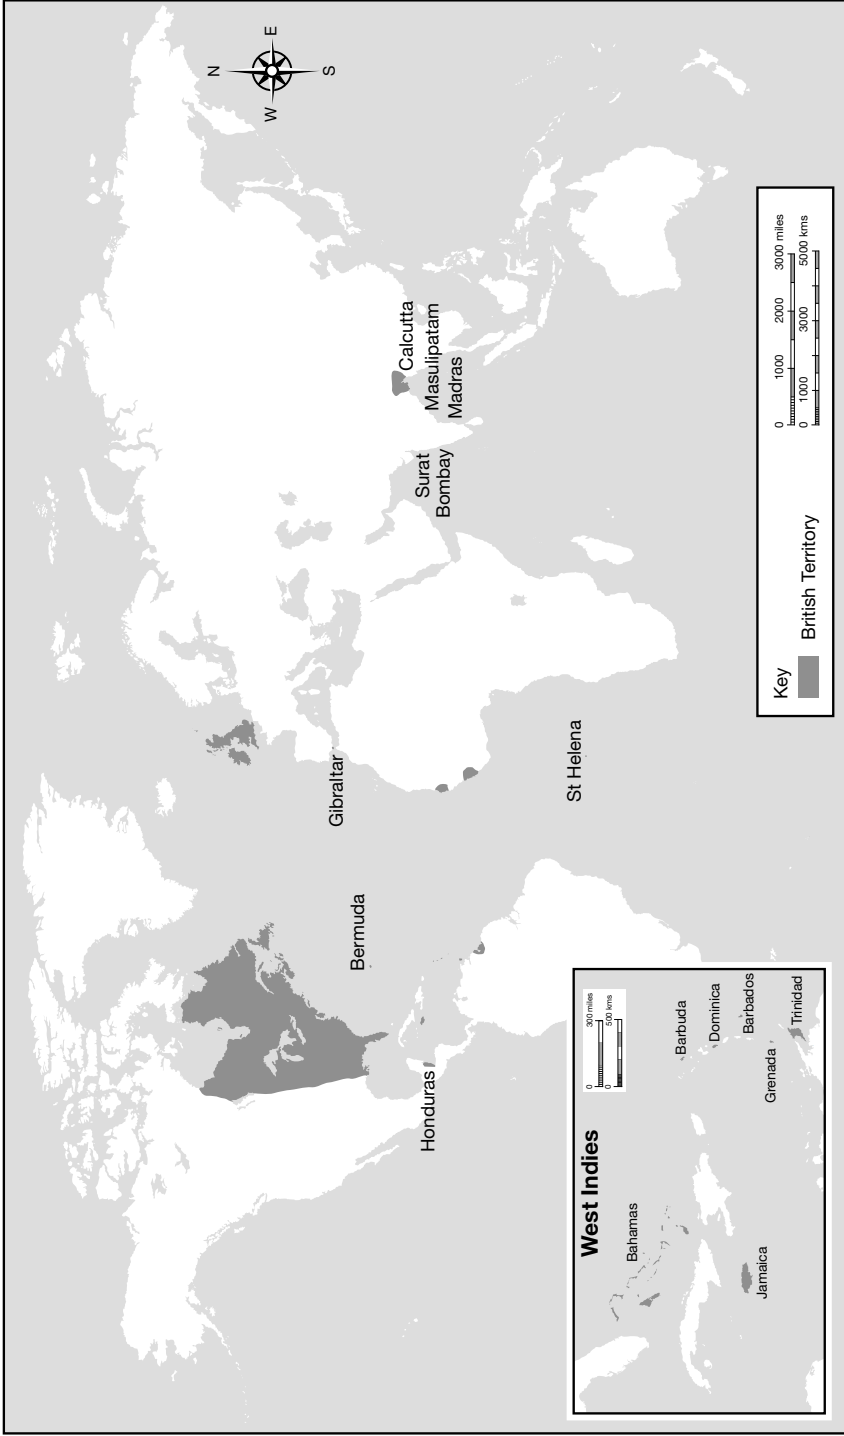 N
W
E
S
Calcutta
Masulipatam
Madras
Surat
Bombay
Gibraltar
Bermuda
Honduras
St Helena
West Indies
0 300 miles
0 500 kms
Bahamas
Jamaica
Barbuda
Dominica
Barbados
Grenada
Trinidad
Key
British Territory
0 1000 2000 3000 miles
0 1000 3000 5000 kms